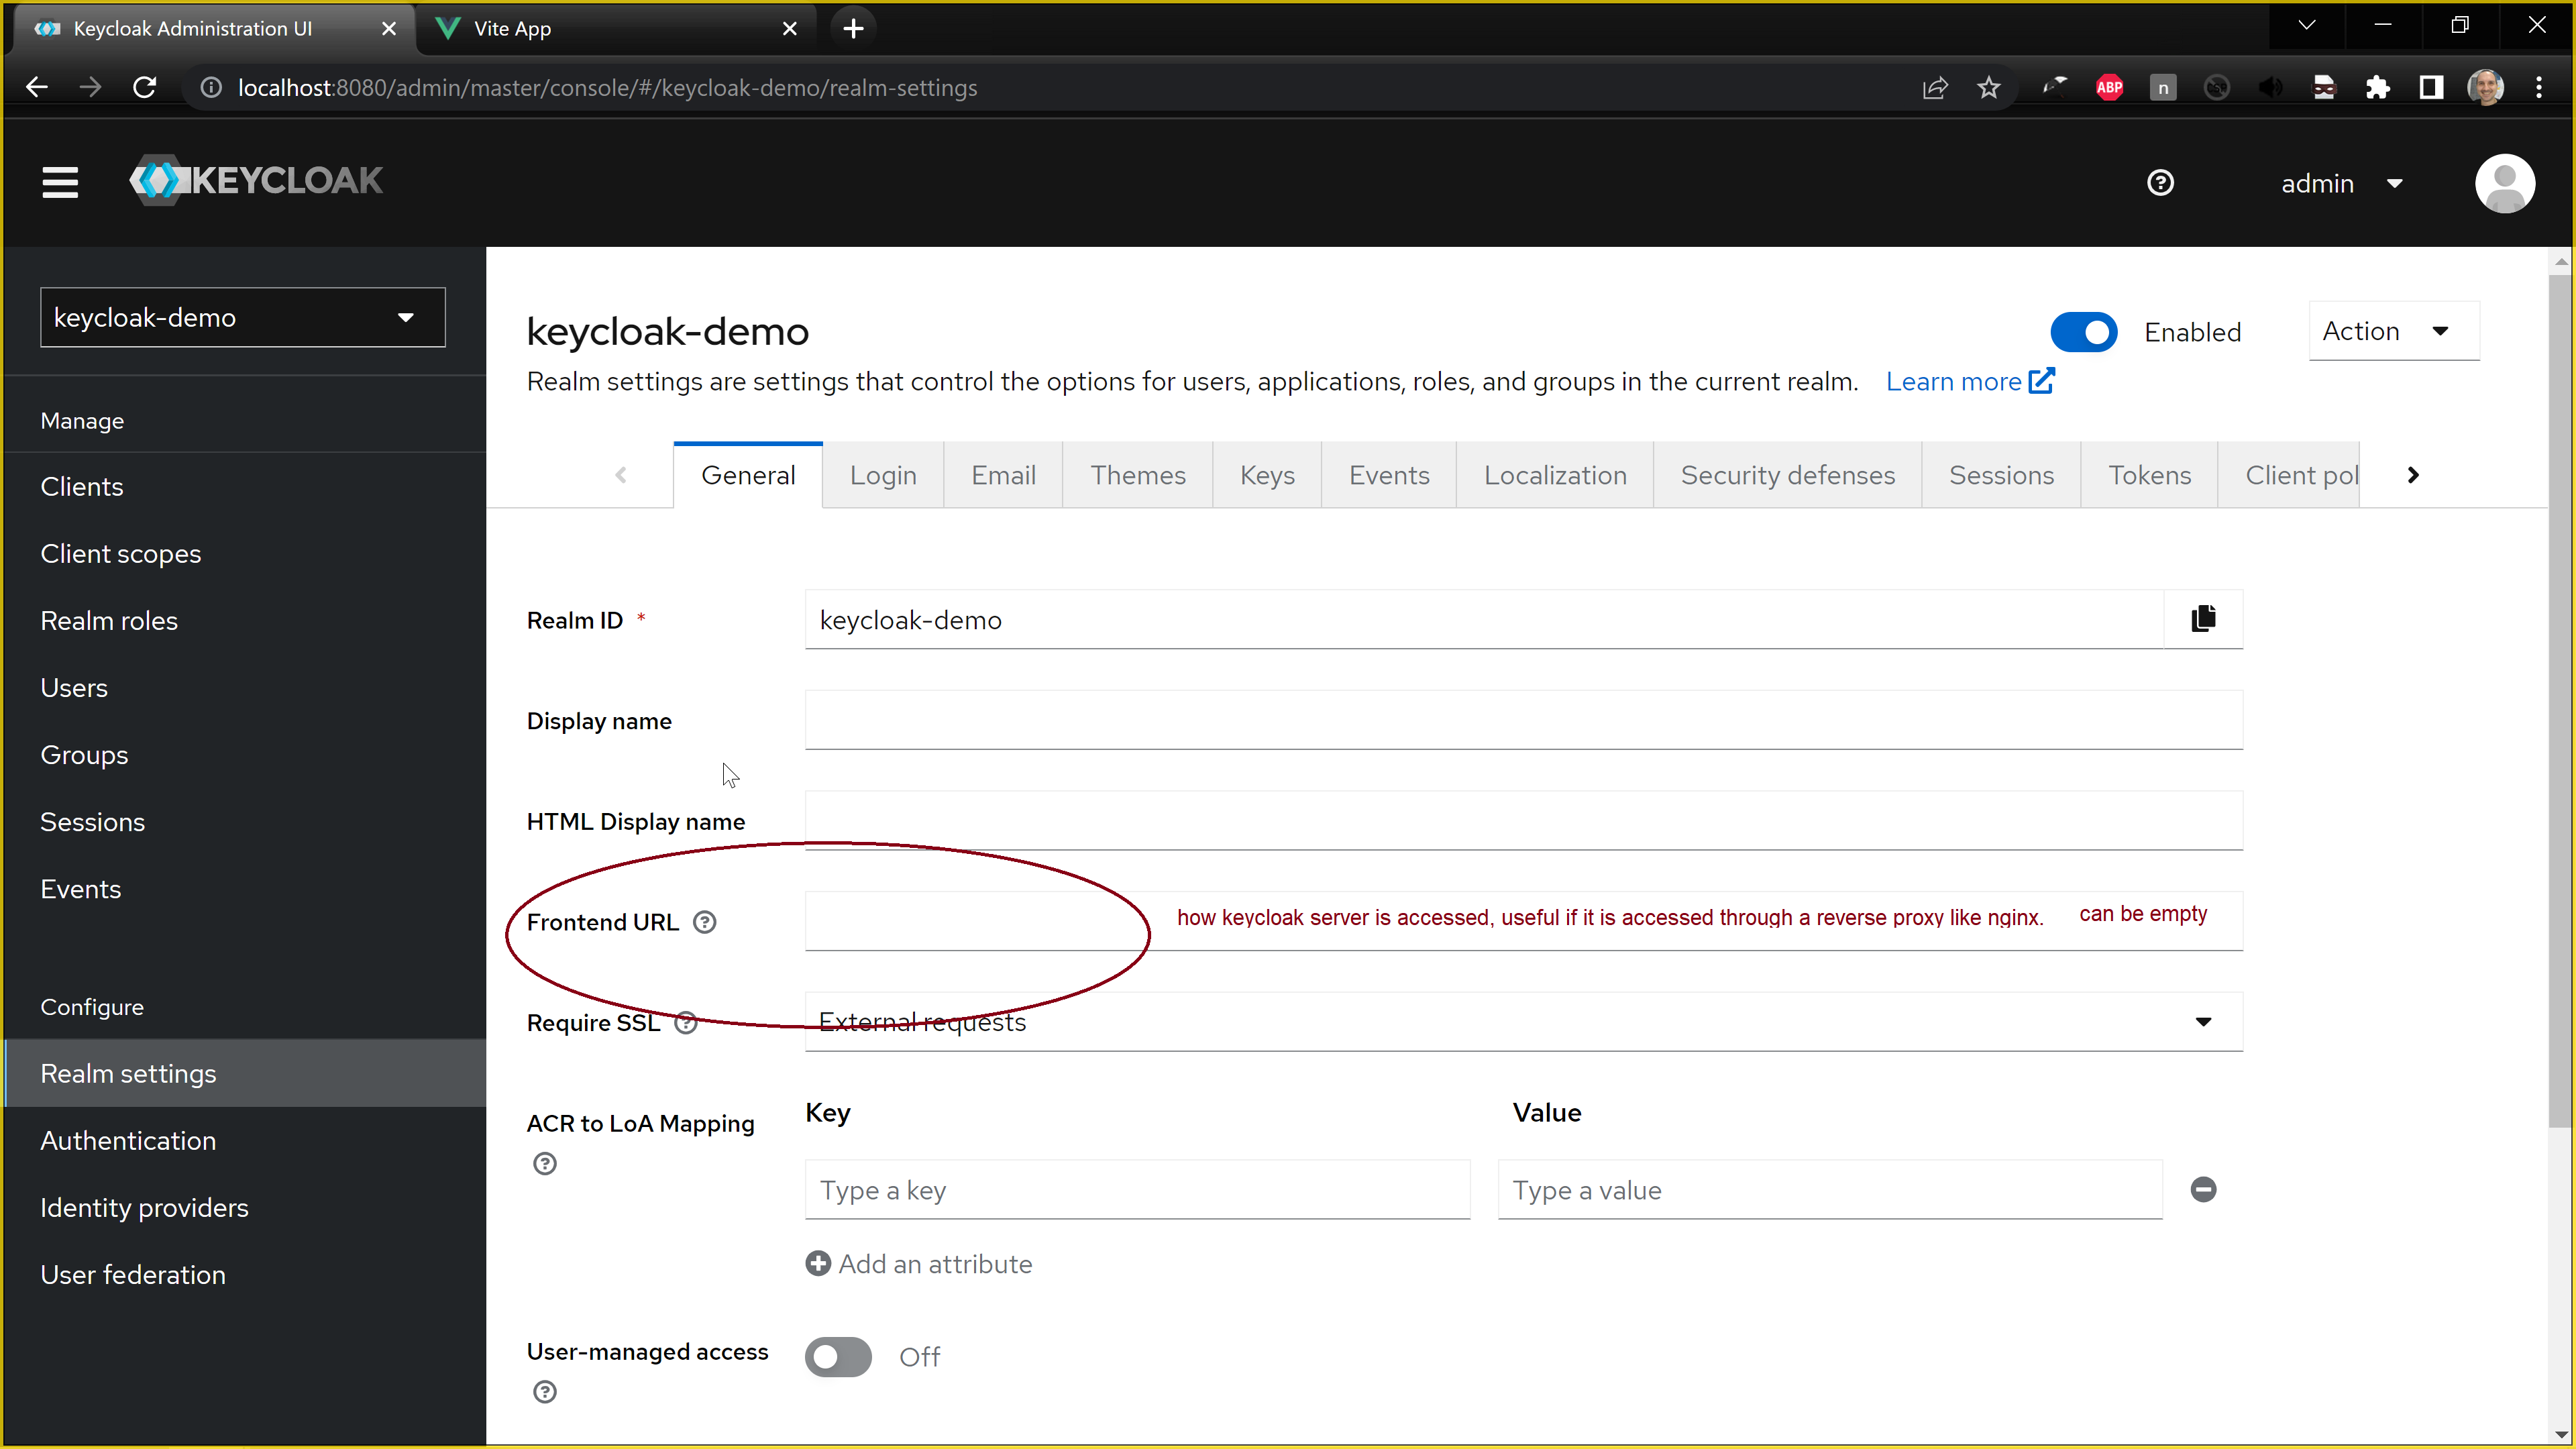 Keycloak Administration UI
Vite App
localhost:8080/admin/master/console/#/keycloak-demo/realm-settings
ABP
n
KEYCLOAK
admin
keycloak-demo
Manage
Clients
Client scopes
Realm roles
Users
Groups
Sessions
Events
Configure
Realm settings
Authentication
Identity providers
User federation
keycloak-demo
Enabled
Action
Realm settings are settings that control the options for users, applications, roles, and groups in the current realm. Learn more
General
Login
Email
Themes
Keys
Events
Localization
Security defenses
Sessions
Tokens
Client pol
Realm ID *
keycloak-demo
Display name
HTML Display name
Frontend URL
how keycloak server is accessed, useful if it is accessed through a reverse proxy like nginx.
can be empty
Require SSL
External requests
ACR to LoA Mapping
Key
Value
Type a key
Type a value
Add an attribute
User-managed access
Off